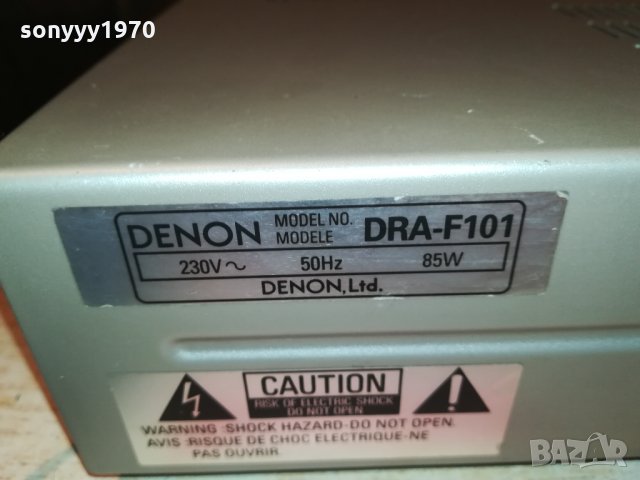 sonyyy1970
DENON MODEL NO. MODELE DRA-F101
230V~ 50Hz 85W
DENON,Ltd.
CAUTION
RISK OF ELECTRIC SHOCK
DO NOT OPEN
WARNING :SHOCK HAZARD-DO NOT OPEN.
AVIS :RISQUE DE CHOC ELECTRIQUE-NE
PAS OUVRIR.
BAZAR